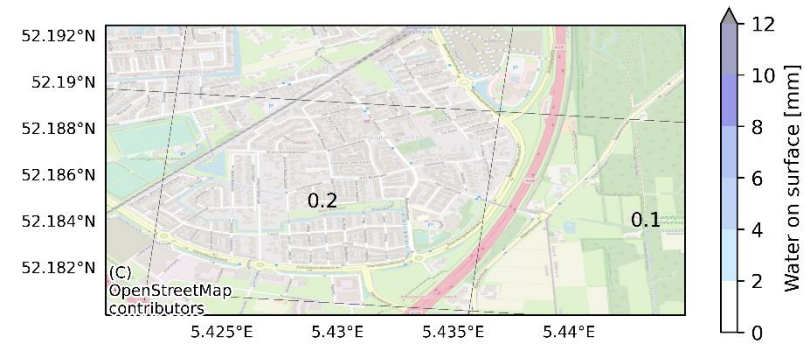 52.192°N
52.19°N
52.188°N
52.186°N
52.184°N
52.182°N
0.2
0.1
(C)
OpenStreetMap
contributors
5.425°E
5.43°E
5.435°E
5.44°E
12
10
8
6
4
2
0
Water on surface [mm]